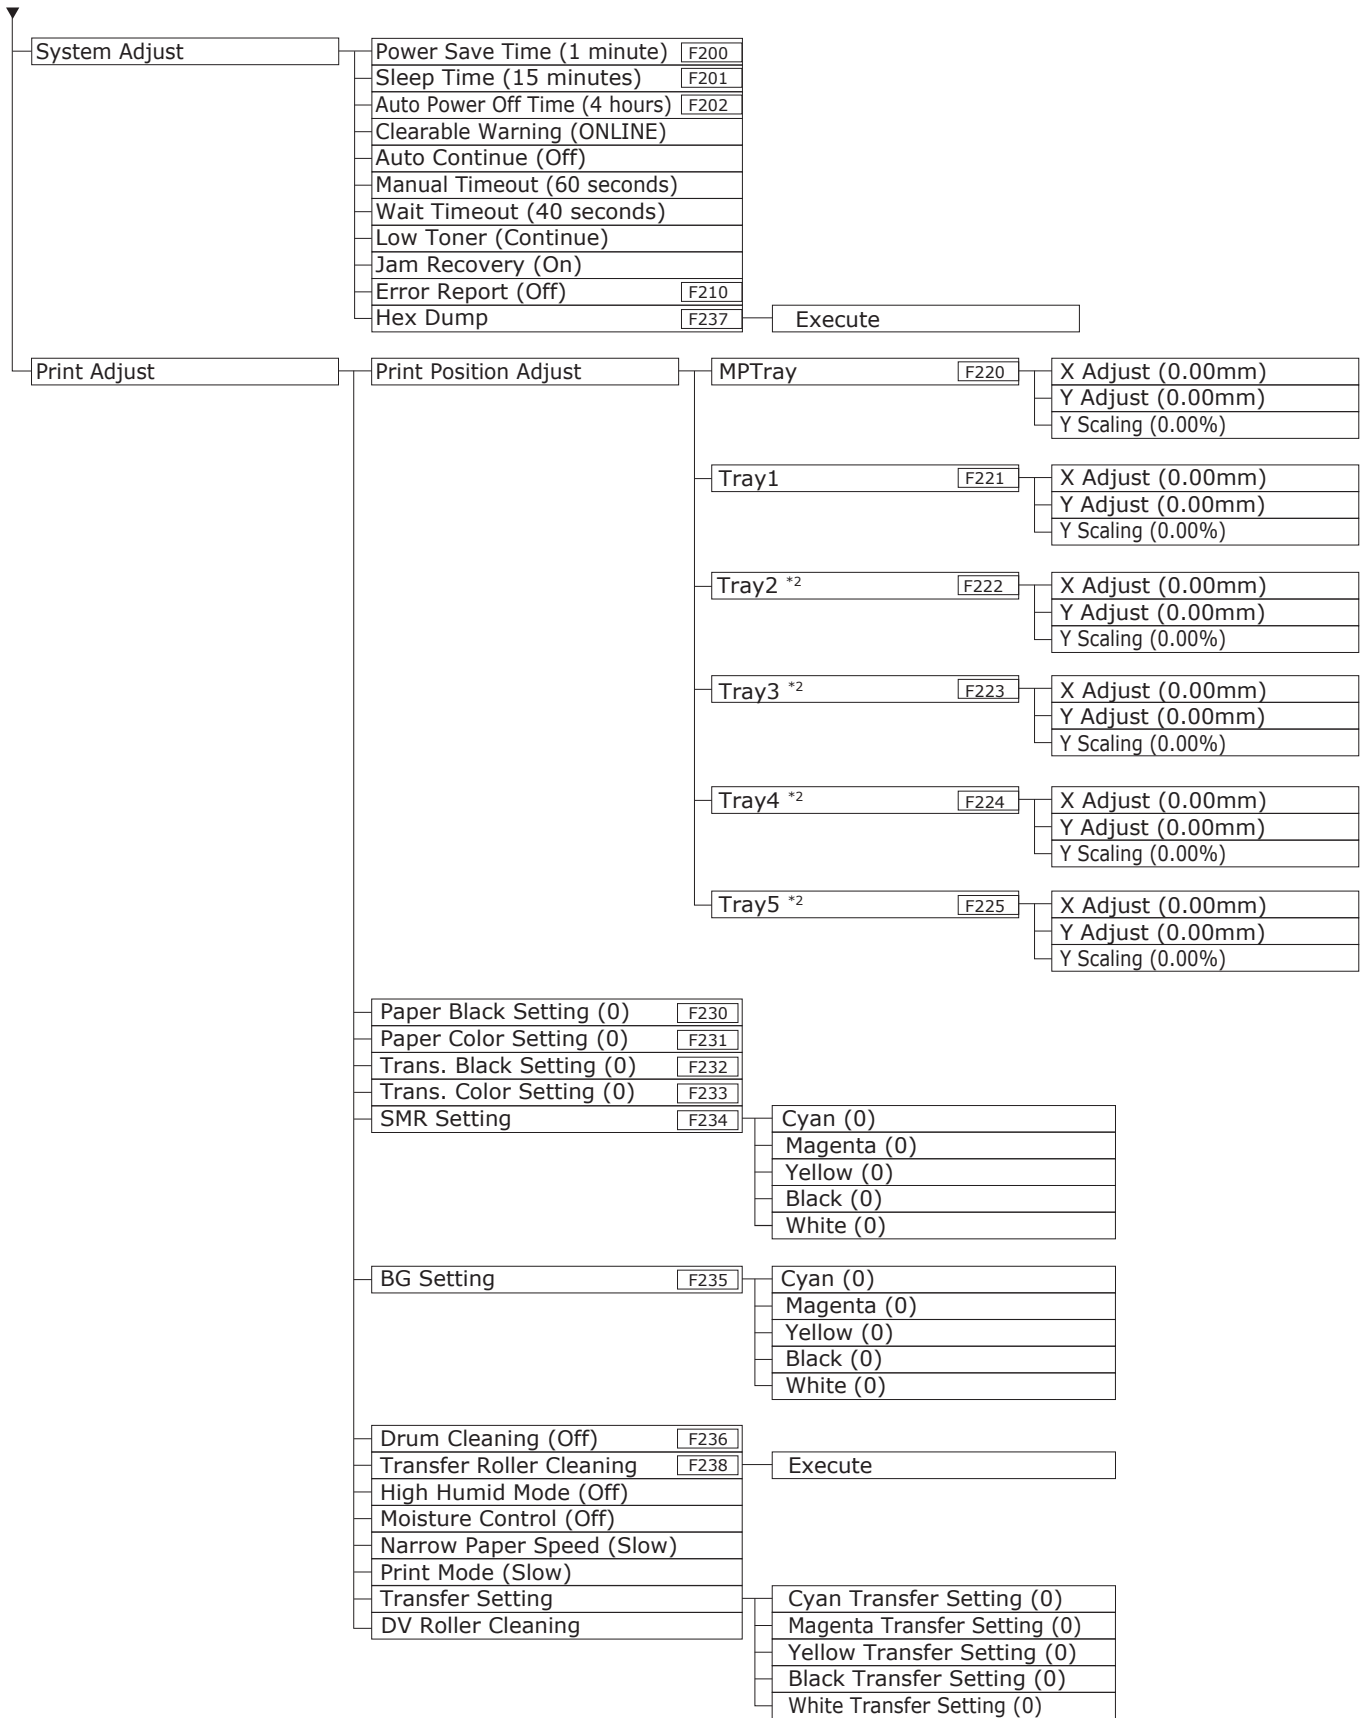 System Adjust
Power Save Time (1 minute) F200
Sleep Time (15 minutes) F201
Auto Power Off Time (4 hours) F202
Clearable Warning (ONLINE)
Auto Continue (Off)
Manual Timeout (60 seconds)
Wait Timeout (40 seconds)
Low Toner (Continue)
Jam Recovery (On)
Error Report (Off) F210
Hex Dump F237
Execute
Print Adjust
Print Position Adjust
MPTray F220
X Adjust (0.00mm)
Y Adjust (0.00mm)
Y Scaling (0.00%)
Tray1 F221
X Adjust (0.00mm)
Y Adjust (0.00mm)
Y Scaling (0.00%)
Tray2 *2 F222
X Adjust (0.00mm)
Y Adjust (0.00mm)
Y Scaling (0.00%)
Tray3 *2 F223
X Adjust (0.00mm)
Y Adjust (0.00mm)
Y Scaling (0.00%)
Tray4 *2 F224
X Adjust (0.00mm)
Y Adjust (0.00mm)
Y Scaling (0.00%)
Tray5 *2 F225
X Adjust (0.00mm)
Y Adjust (0.00mm)
Y Scaling (0.00%)
Paper Black Setting (0) F230
Paper Color Setting (0) F231
Trans. Black Setting (0) F232
Trans. Color Setting (0) F233
SMR Setting F234
Cyan (0)
Magenta (0)
Yellow (0)
Black (0)
White (0)
BG Setting F235
Cyan (0)
Magenta (0)
Yellow (0)
Black (0)
White (0)
Drum Cleaning (Off) F236
Transfer Roller Cleaning F238
Execute
High Humid Mode (Off)
Moisture Control (Off)
Narrow Paper Speed (Slow)
Print Mode (Slow)
Transfer Setting
Cyan Transfer Setting (0)
Magenta Transfer Setting (0)
Yellow Transfer Setting (0)
Black Transfer Setting (0)
White Transfer Setting (0)
DV Roller Cleaning